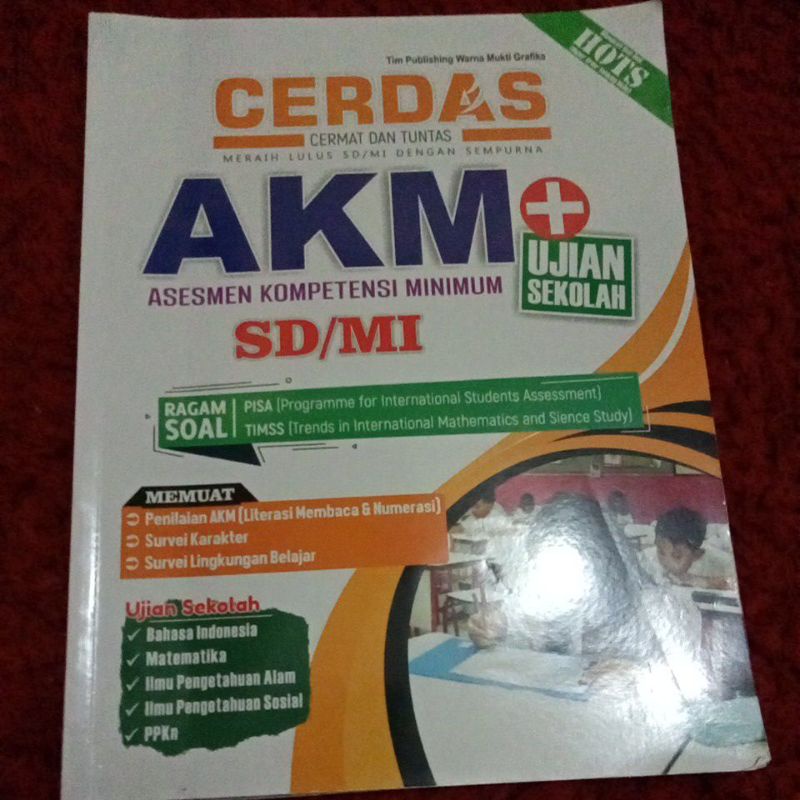 Tim Publishing Warna Mukti Grafika
HOTS
CERDAS
CERMAT DAN TUNTAS
MERAIH LULUS SD/MI DENGAN SEMPURNA
AKM+
UJIAN
SEKOLAH
ASESMEN KOMPETENSI MINIMUM
SD/MI
RAGAM
SOAL
PISA (Programme for International Students Assessment)
TIMSS (Trends in International Mathematics and Sience Study)
MEMUAT
Penilaian AKM (Literasi Membaca & Numerasi)
Survei Karakter
Survei Lingkungan Belajar
Ujian Sekolah
Bahasa Indonesia
Matematika
Ilmu Pengetahuan Alam
Ilmu Pengetahuan Sosial
PPKn